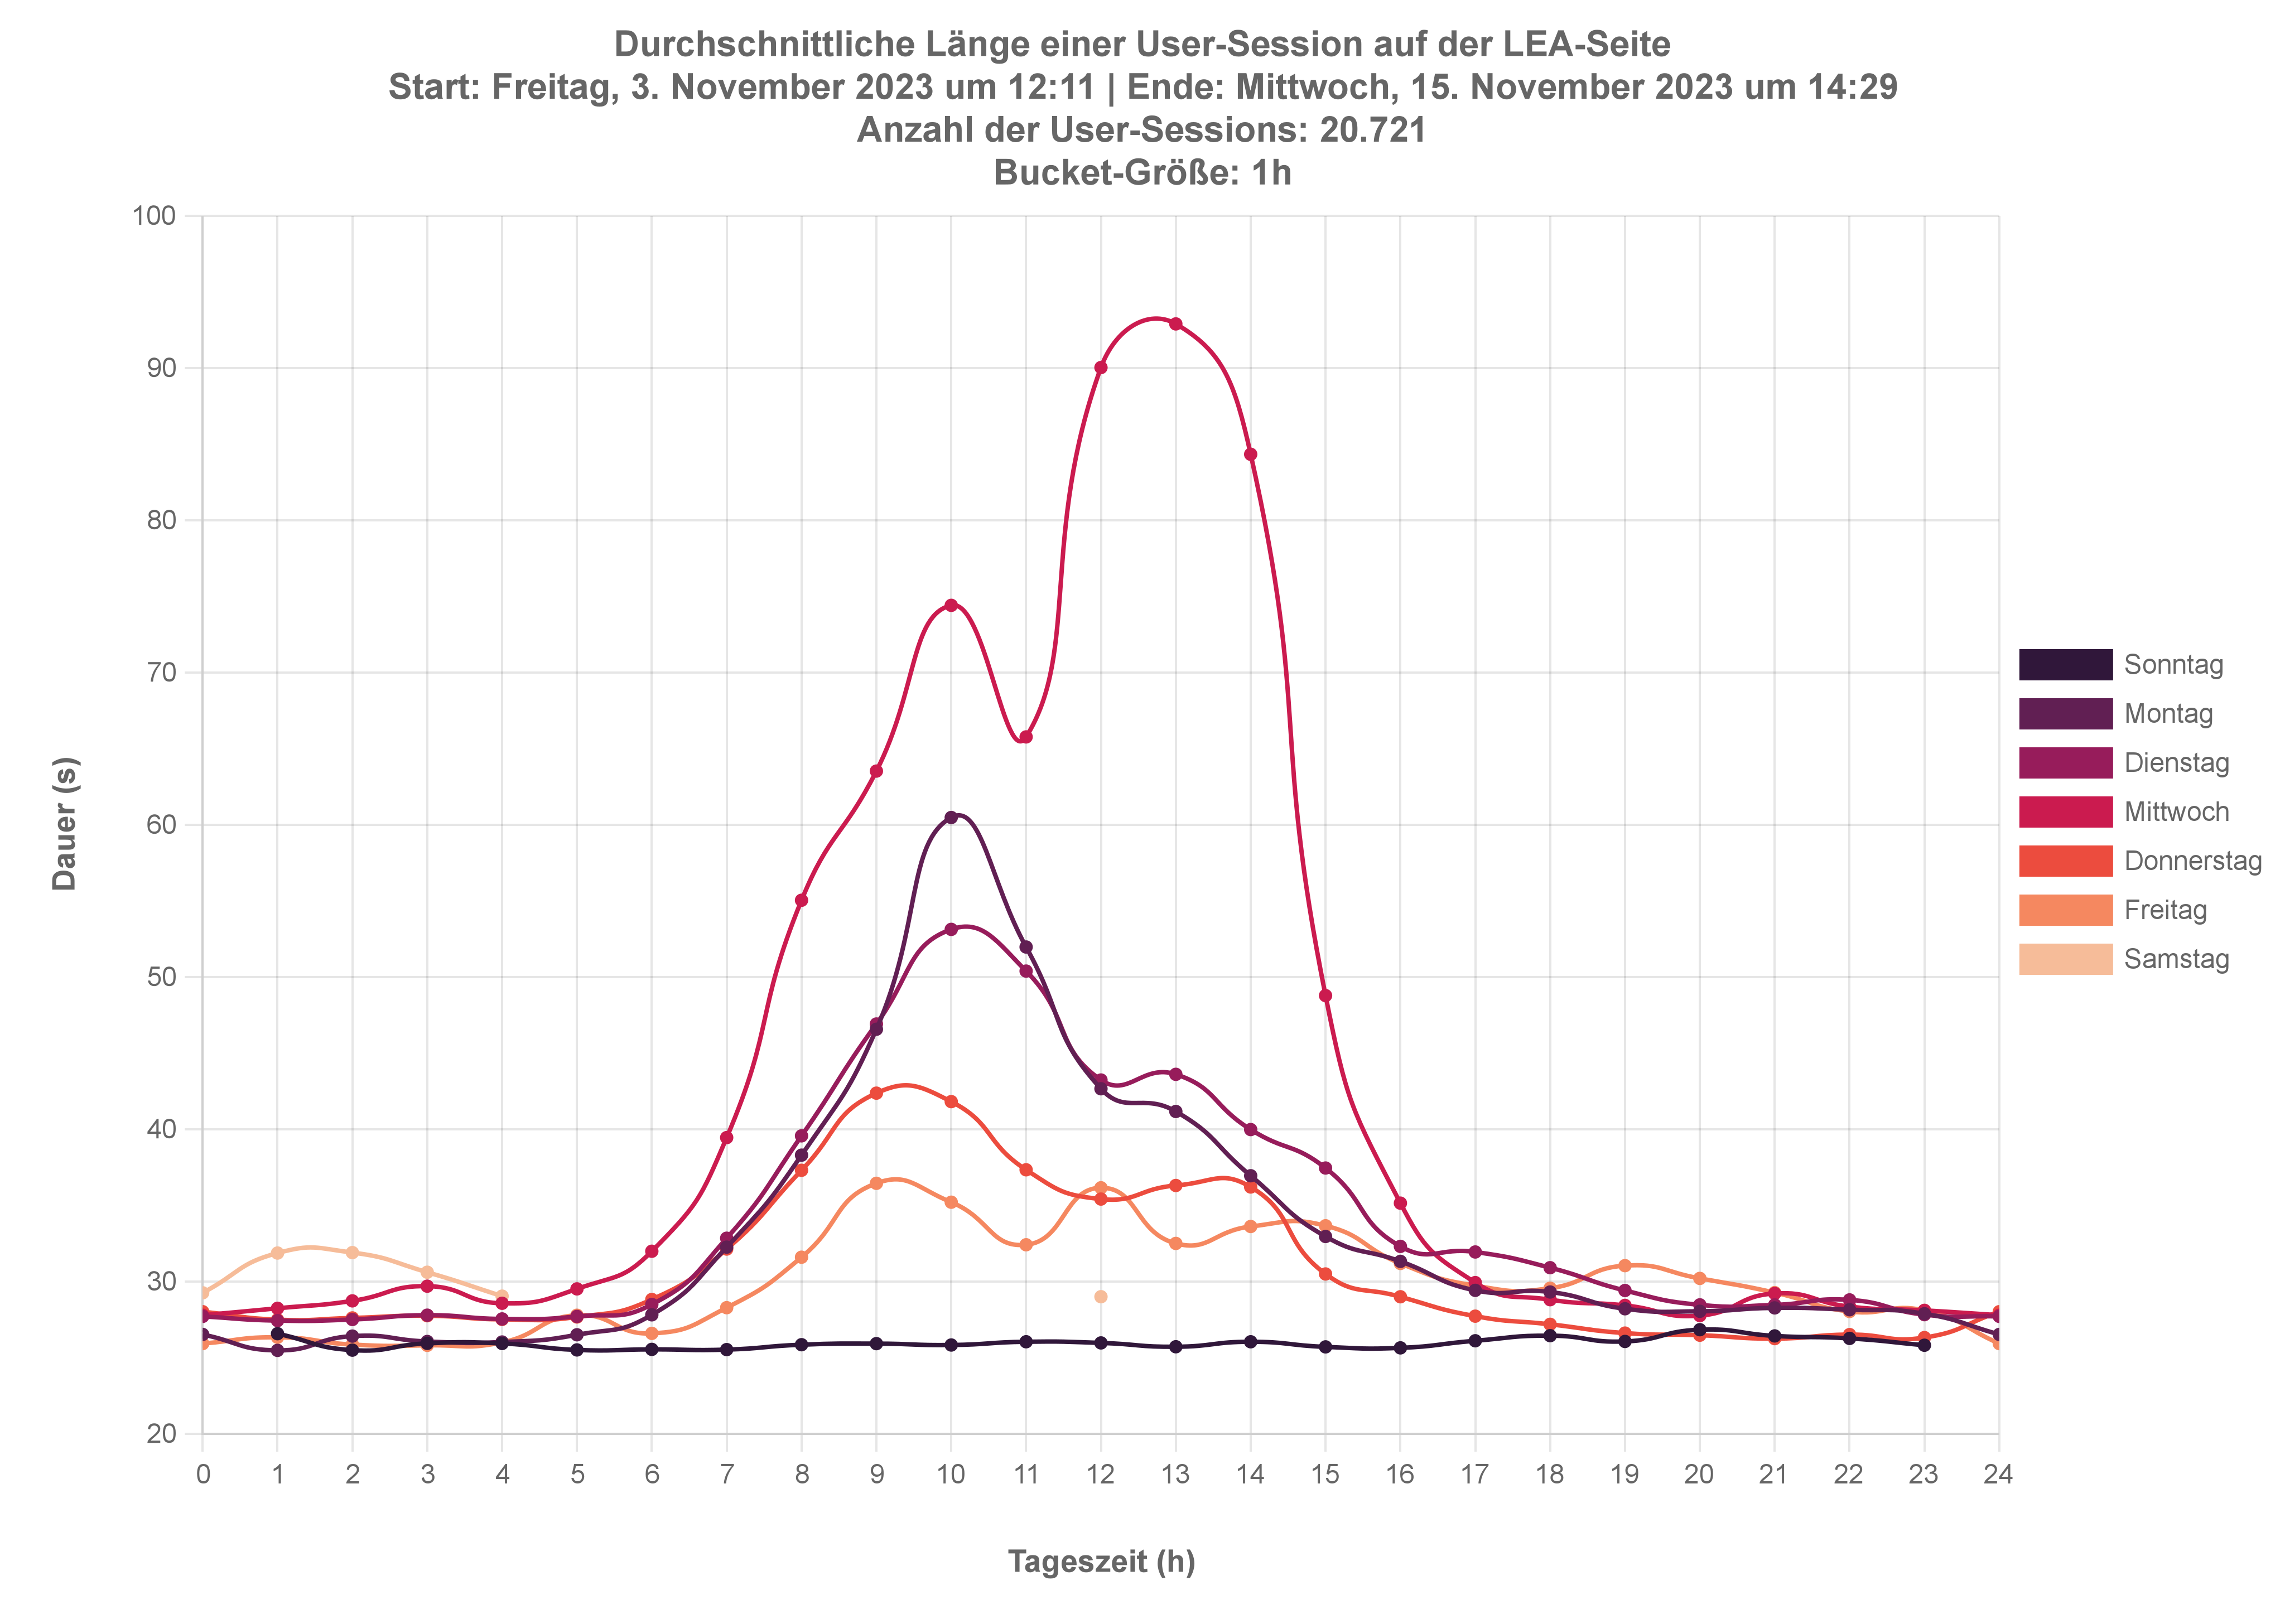 Durchschnittliche Länge einer User-Session auf der LEA-Seite
Start: Freitag, 3. November 2023 um 12:11 | Ende: Mittwoch, 15. November 2023 um 14:29
Anzahl der User-Sessions: 20.721
Bucket-Größe: 1h
100
90
80
70
60
50
40
30
20
Dauer (s)
0 1 2 3 4 5 6 7 8 9 10 11 12 13 14 15 16 17 18 19 20 21 22 23 24
Tageszeit (h)
Sonntag
Montag
Dienstag
Mittwoch
Donnerstag
Freitag
Samstag